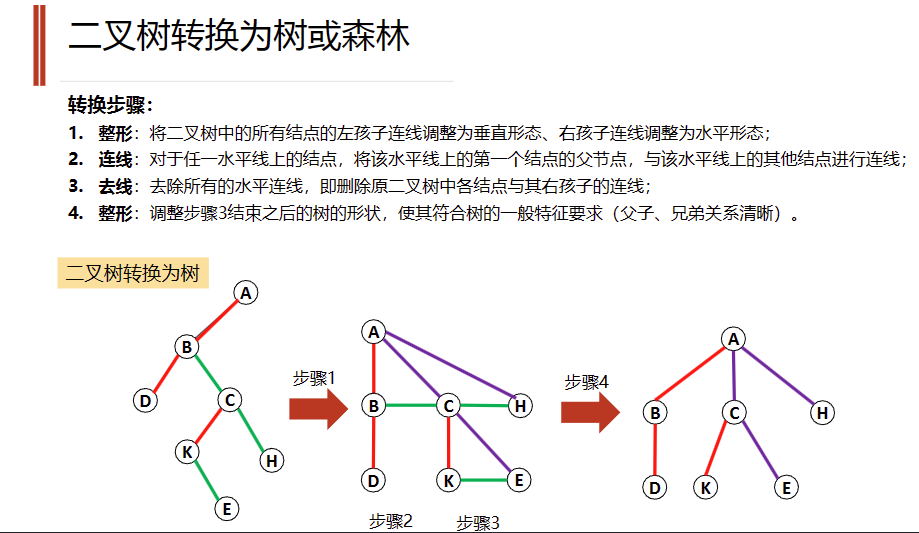 二叉树转换为树或森林
转换步骤：
1. 整形：将二叉树中的所有结点的左孩子连线调整为垂直形态、右孩子连线调整为水平形态；
2. 连线：对于任一水平线上的结点，将该水平线上的第一个结点的父节点，与该水平线上的其他结点进行连线；
3. 去线：去除所有的水平连线，即删除原二叉树中各结点与其右孩子的连线；
4. 整形：调整步骤3结束之后的树的形状，使其符合树的一般特征要求（父子、兄弟关系清晰）。
二叉树转换为树
A
B
D
C
K
H
E
步骤1
A
B
C
H
D
K
E
步骤2
步骤3
步骤4
A
B
C
H
D
K
E